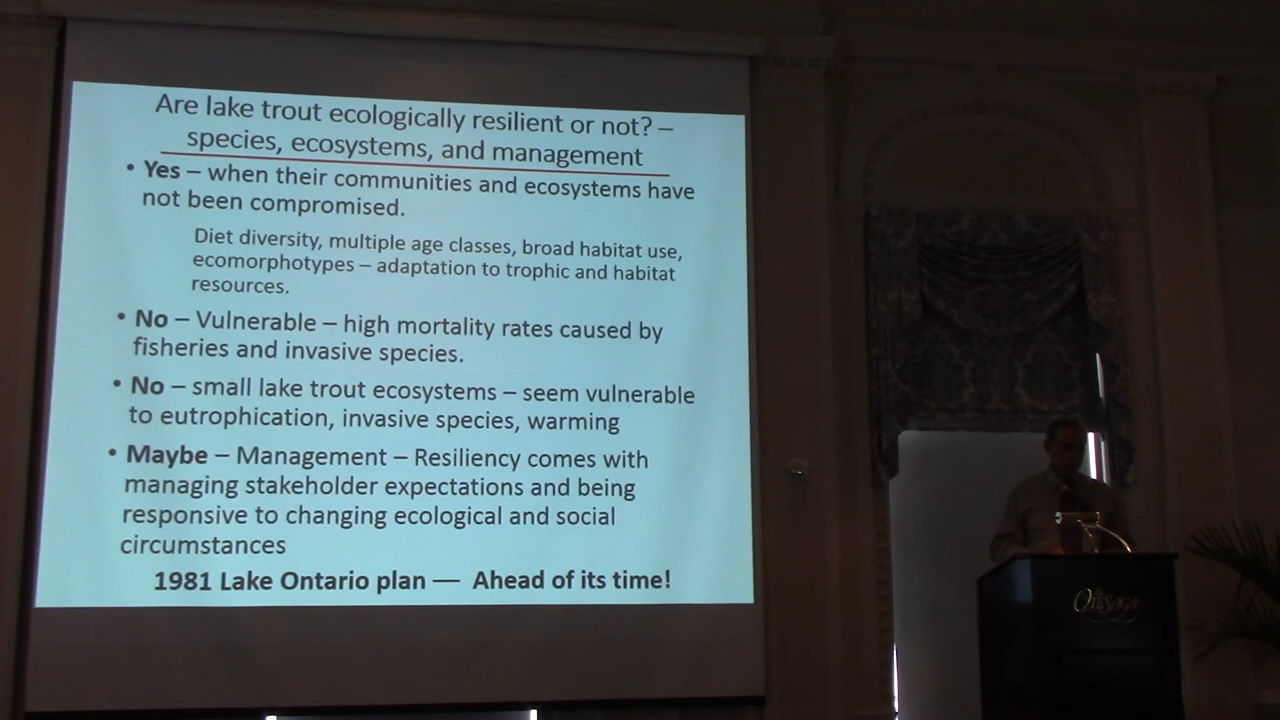 Are lake trout ecologically resilient or not? –
species, ecosystems, and management
• Yes – when their communities and ecosystems have
not been compromised.
Diet diversity, multiple age classes, broad habitat use,
ecomorphotypes – adaptation to trophic and habitat
resources.
• No – Vulnerable – high mortality rates caused by
fisheries and invasive species.
• No – small lake trout ecosystems – seem vulnerable
to eutrophication, invasive species, warming
• Maybe – Management – Resiliency comes with
managing stakeholder expectations and being
responsive to changing ecological and social
circumstances
1981 Lake Ontario plan — Ahead of its time!